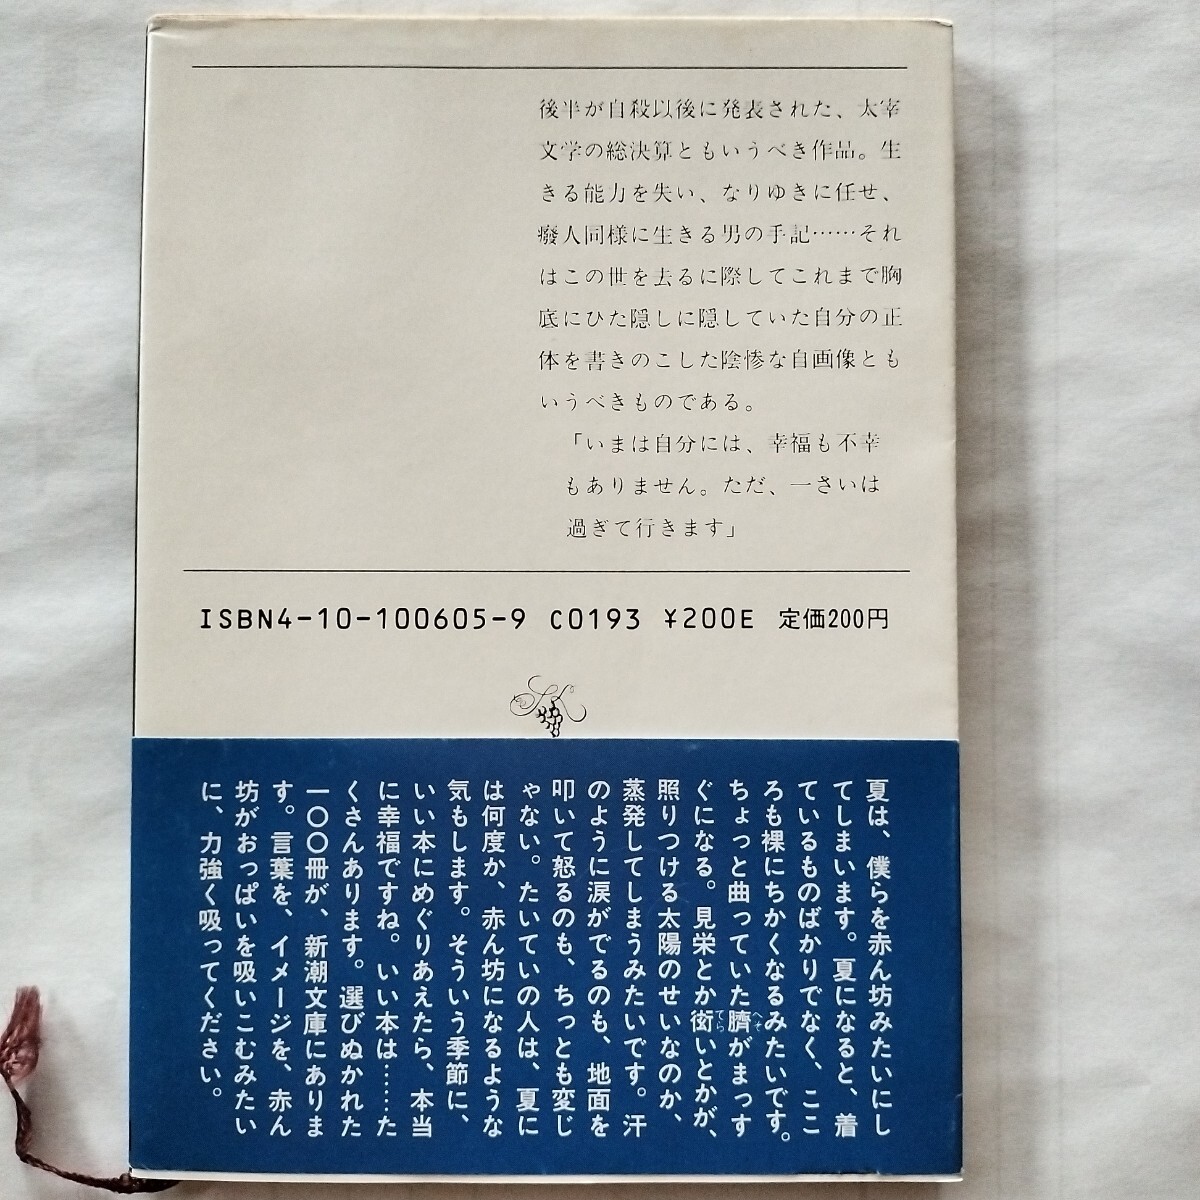 後半が自殺以後に発表された、太宰
文学の総決算ともいうべき作品。生
きる能力を失い、なりゆきに任せ、
癈人同様に生きる男の手記……それ
はこの世を去るに際してこれまで胸
底にひた隠しに隠していた自分の正
体を書きのこした陰惨な自画像とも
いうべきものである。
「いまは自分には、幸福も不幸
もありません。ただ、一さいは
過ぎて行きます」
ISBN4-10-100605-9 C0193 ¥200E 定価200円
夏は、僕らを赤ん坊みたいにし
てしまいます。夏になると、着
ているものばかりでなく、ここ
ろも裸にちかくなるみたいです。
ちょっと曲っていた臍がまっす
へそ
ぐになる。見栄とか衒いとかが、
てら
照りつける太陽のせいなのか、
蒸発してしまうみたいです。汗
のように涙がでるのも、地面を
叩いて怒るのも、ちっとも変じ
ゃない。たいていの人は、夏に
は何度か、赤ん坊になるような
気もします。そういう季節に、
いい本にめぐりあえたら、本当
に幸福ですね。いい本は……た
くさんあります。選びぬかれた
一〇〇冊が、新潮文庫にありま
す。言葉を、イメージを、赤ん
坊がおっぱいを吸いこむみたい
に、力強く吸ってください。